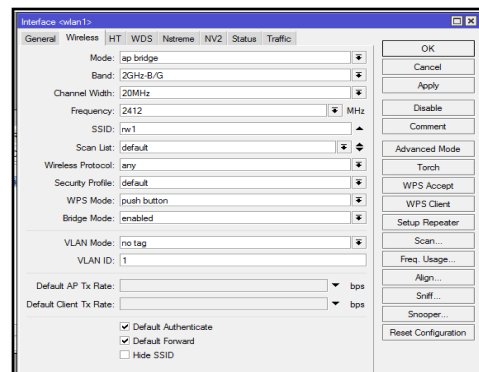 Interface <wlan1>
General Wireless HT WDS Nstreme NV2 Status Traffic
Mode: ap bridge
Band: 2GHz-B/G
Channel Width: 20MHz
Frequency: 2412 MHz
SSID: rw1
Scan List: default
Wireless Protocol: any
Security Profile: default
WPS Mode: push button
Bridge Mode: enabled
VLAN Mode: no tag
VLAN ID: 1
Default AP Tx Rate: bps
Default Client Tx Rate: bps
Default Authenticate
Default Forward
Hide SSID
OK
Cancel
Apply
Disable
Comment
Advanced Mode
Torch
WPS Accept
WPS Client
Setup Repeater
Scan...
Freq. Usage...
Align...
Sniff...
Snooper...
Reset Configuration